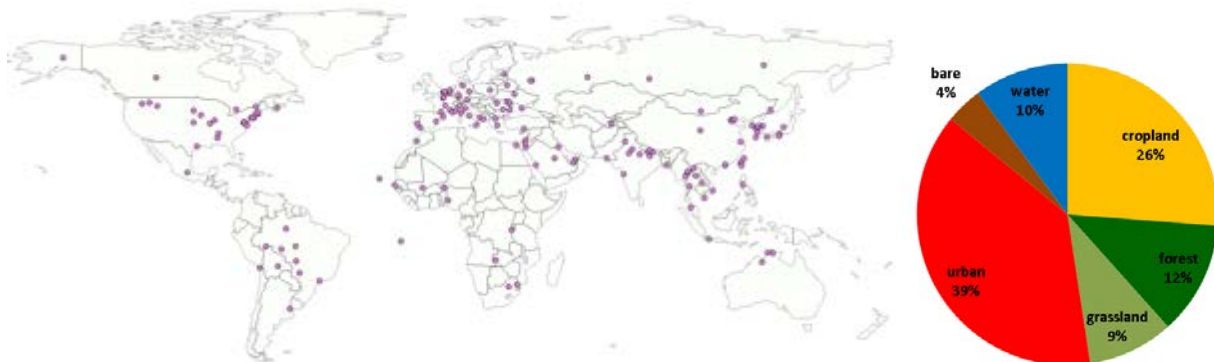 bare
4%
water
10%
cropland
26%
forest
12%
grassland
9%
urban
39%